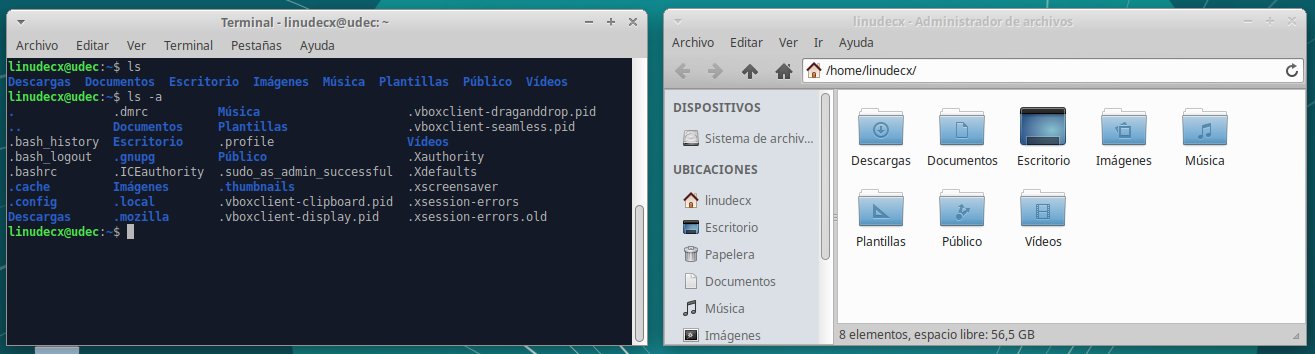 Terminal - linudecx@udec: ~
Archivo Editar Ver Terminal Pestañas Ayuda
linudecx@udec:~$ ls
Descargas Documentos Escritorio Imágenes Música Plantillas Público Vídeos
linudecx@udec:~$ ls -a
. .dmrc Música .vboxclient-draganddrop.pid
.. Documentos Plantillas .vboxclient-seamless.pid
.bash_history Escritorio .profile Vídeos
.bash_logout .gnupg Público .Xauthority
.bashrc .ICEauthority .sudo_as_admin_successful .Xdefaults
.cache Imágenes .thumbnails .xscreensaver
.config .local .vboxclient-clipboard.pid .xsession-errors
Descargas .mozilla .vboxclient-display.pid .xsession-errors.old
linudecx@udec:~$
linudecx - Administrador de archivos
Archivo Editar Ver Ir Ayuda
/home/linudecx/
DISPOSITIVOS
Sistema de archiv...
UBICACIONES
linudecx
Escritorio
Papelera
Documentos
Música
Imágenes
Descargas Documentos Escritorio Imágenes Música
Plantillas Público Vídeos
8 elementos, espacio libre: 56,5 GB